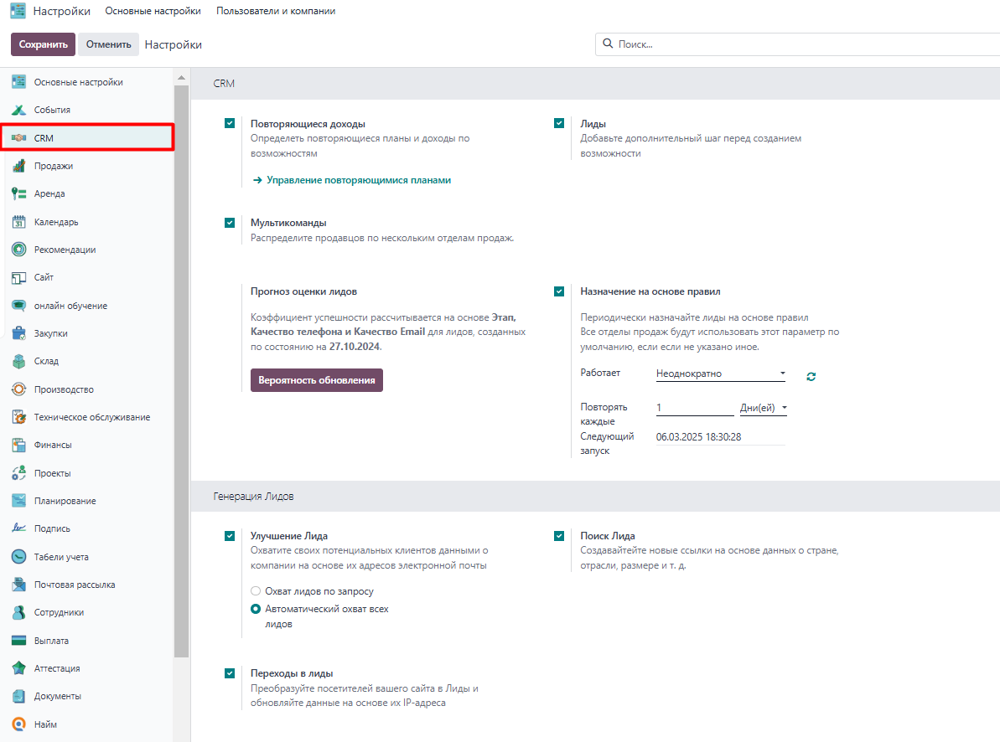 Настройки Основные настройки Пользователи и компании
Сохранить Отменить Настройки Поиск...
Основные настройки
События
CRM
Продажи
Аренда
Календарь
Рекомендации
Сайт
онлайн обучение
Закупки
Склад
Производство
Техническое обслуживание
Финансы
Проекты
Планирование
Подпись
Табели учета
Почтовая рассылка
Сотрудники
Выплата
Аттестация
Документы
Найм
CRM
Повторяющиеся доходы
Определить повторяющиеся планы и доходы по
возможностям
Управление повторяющимися планами
Лиды
Добавьте дополнительный шаг перед созданием
возможности
Мультикоманды
Распределите продавцов по нескольким отделам продаж.
Прогноз оценки лидов
Коэффициент успешности рассчитывается на основе Этап,
Качество телефона и Качество Email для лидов, созданных
по состоянию на 27.10.2024.
Вероятность обновления
Назначение на основе правил
Периодически назначайте лиды на основе правил
Все отделы продаж будут использовать этот параметр по
умолчанию, если если не указано иное.
Работает Неоднократно
Повторять
каждые
1 Дни(ей)
Следующий
запуск
06.03.2025 18:30:28
Генерация Лидов
Улучшение Лида
Охватите своих потенциальных клиентов данными о
компании на основе их адресов электронной почты
Охват лидов по запросу
Автоматический охват всех
лидов
Поиск Лида
Создавайтейте новые ссылки на основе данных о стране,
отрасли, размере и т. д.
Переходы в лиды
Преобразуйте посетителей вашего сайта в Лиды и
обновляйте данные на основе их IP-адреса
31